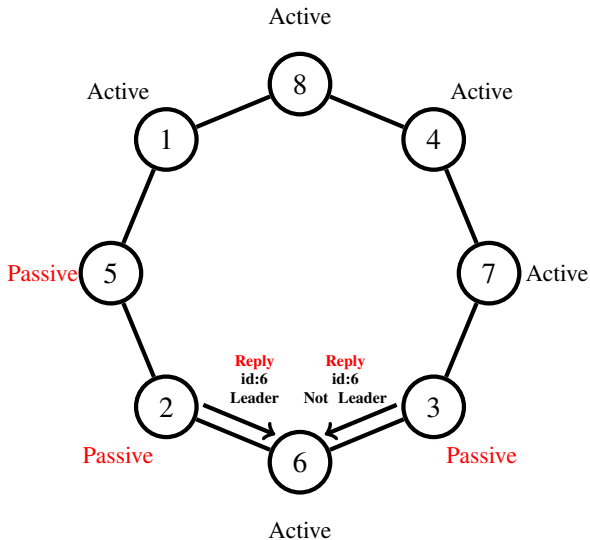 Active
8
Active
Active
1
4
Passive
5
7
Active
Reply
id:6
Leader
Reply
id:6
Not Leader
2
3
Passive
Passive
6
Active